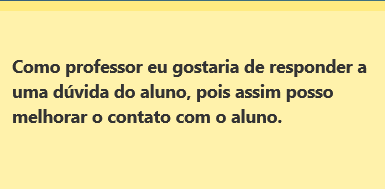 Como professor eu gostaria de responder a
uma dúvida do aluno, pois assim posso
melhorar o contato com o aluno.